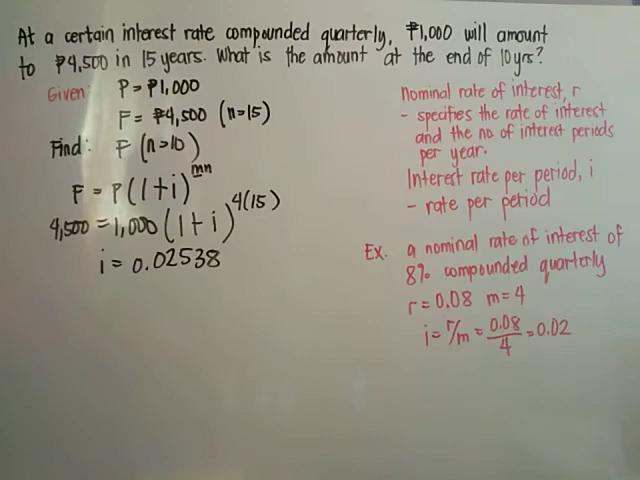 At a certain interest rate compounded quarterly, ₱1,000 will amount
to ₱4,500 in 15 years. What is the amount at the end of 10 yrs?
Given: P = ₱1,000
F = ₱4,500 (n=15)
Find: F (n=10)
F = P(1+i)^mn
4,500 = 1,000 (1+i)^4(15)
i = 0.02538
Nominal rate of interest, r
- specifies the rate of interest
and the no. of interest periods
per year.
Interest rate per period, i
- rate per period
Ex. a nominal rate of interest of
8% compounded quarterly
r = 0.08 m = 4
i = r/m = 0.08/4 = 0.02